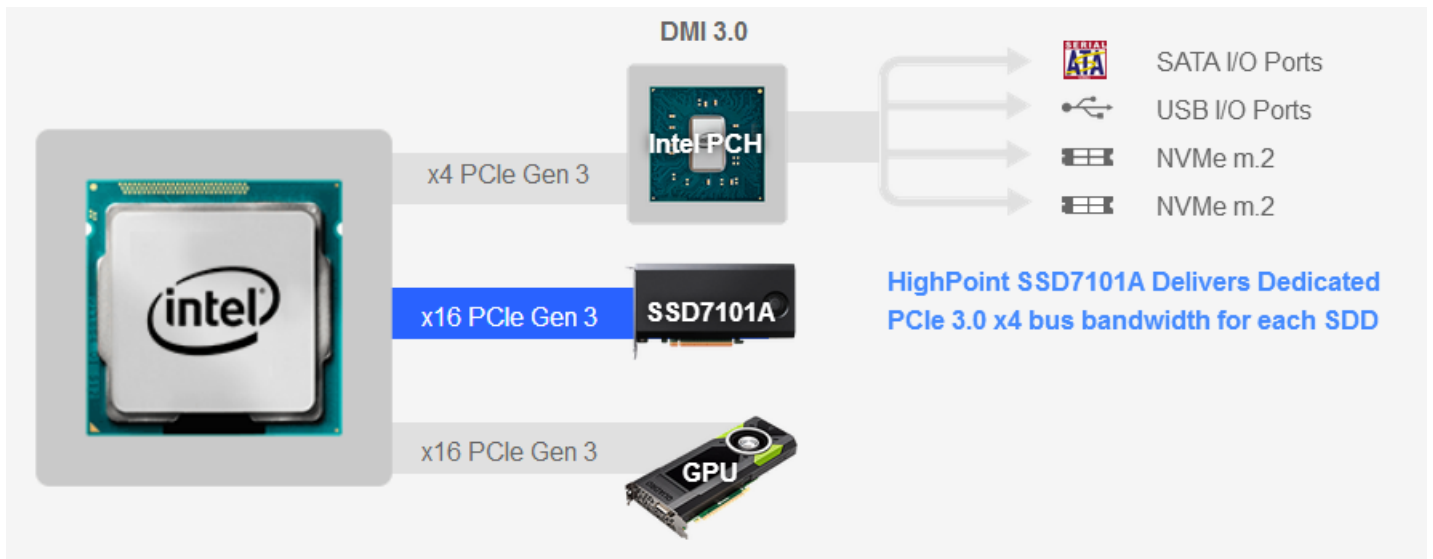 DMI 3.0
SERIAL
ATA
SATA I/O Ports
USB I/O Ports
NVMe m.2
NVMe m.2
Intel PCH
x4 PCIe Gen 3
intel
x16 PCIe Gen 3
SSD7101A
HighPoint SSD7101A Delivers Dedicated
PCIe 3.0 x4 bus bandwidth for each SDD
x16 PCIe Gen 3
GPU